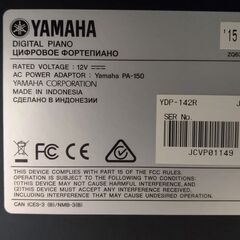 YAMAHA
'15
DIGITAL PIANO
ЦИФРОВОЕ ФОРТЕПИАНО
RATED VOLTAGE : 12V
AC POWER ADAPTOR : Yamaha PA-150
YAMAHA CORPORATION
MADE IN INDONESIA
СДЕЛАНО В ИНДОНЕЗИИ
YDP-142R
SER No.
JCVP01149
THIS DEVICE COMPLIES WITH PART 15 OF THE FCC RULES.
OPERATION IS SUBJECT TO THE FOLLOWING TWO CONDITIONS:
(1) THIS DEVICE MAY NOT CAUSE HARMFUL INTERFERENCE, AND
(2) THIS DEVICE MUST ACCEPT ANY INTERFERENCE RECEIVED,
INCLUDING INTERFERENCE THAT MAY CAUSE UNDESIRED OPERATION.
CAN ICES-3 (B)/NMB-3(B)